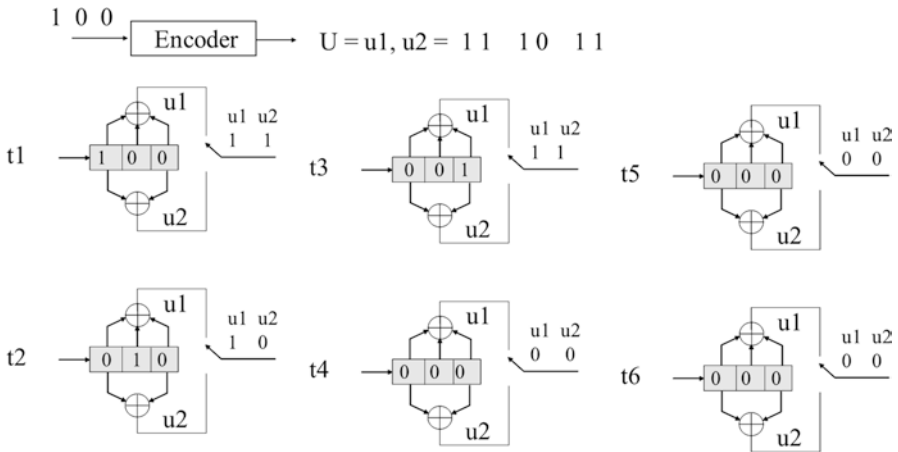 1 0 0
Encoder
U = u1, u2 = 1 1 1 0 1 1
t1
u1
1 0 0
u2
u1 u2
1 1
t3
u1
0 0 1
u2
u1 u2
1 1
t5
u1
0 0 0
u2
u1 u2
0 0
t2
u1
0 1 0
u2
u1 u2
1 0
t4
u1
0 0 0
u2
u1 u2
0 0
t6
u1
0 0 0
u2
u1 u2
0 0